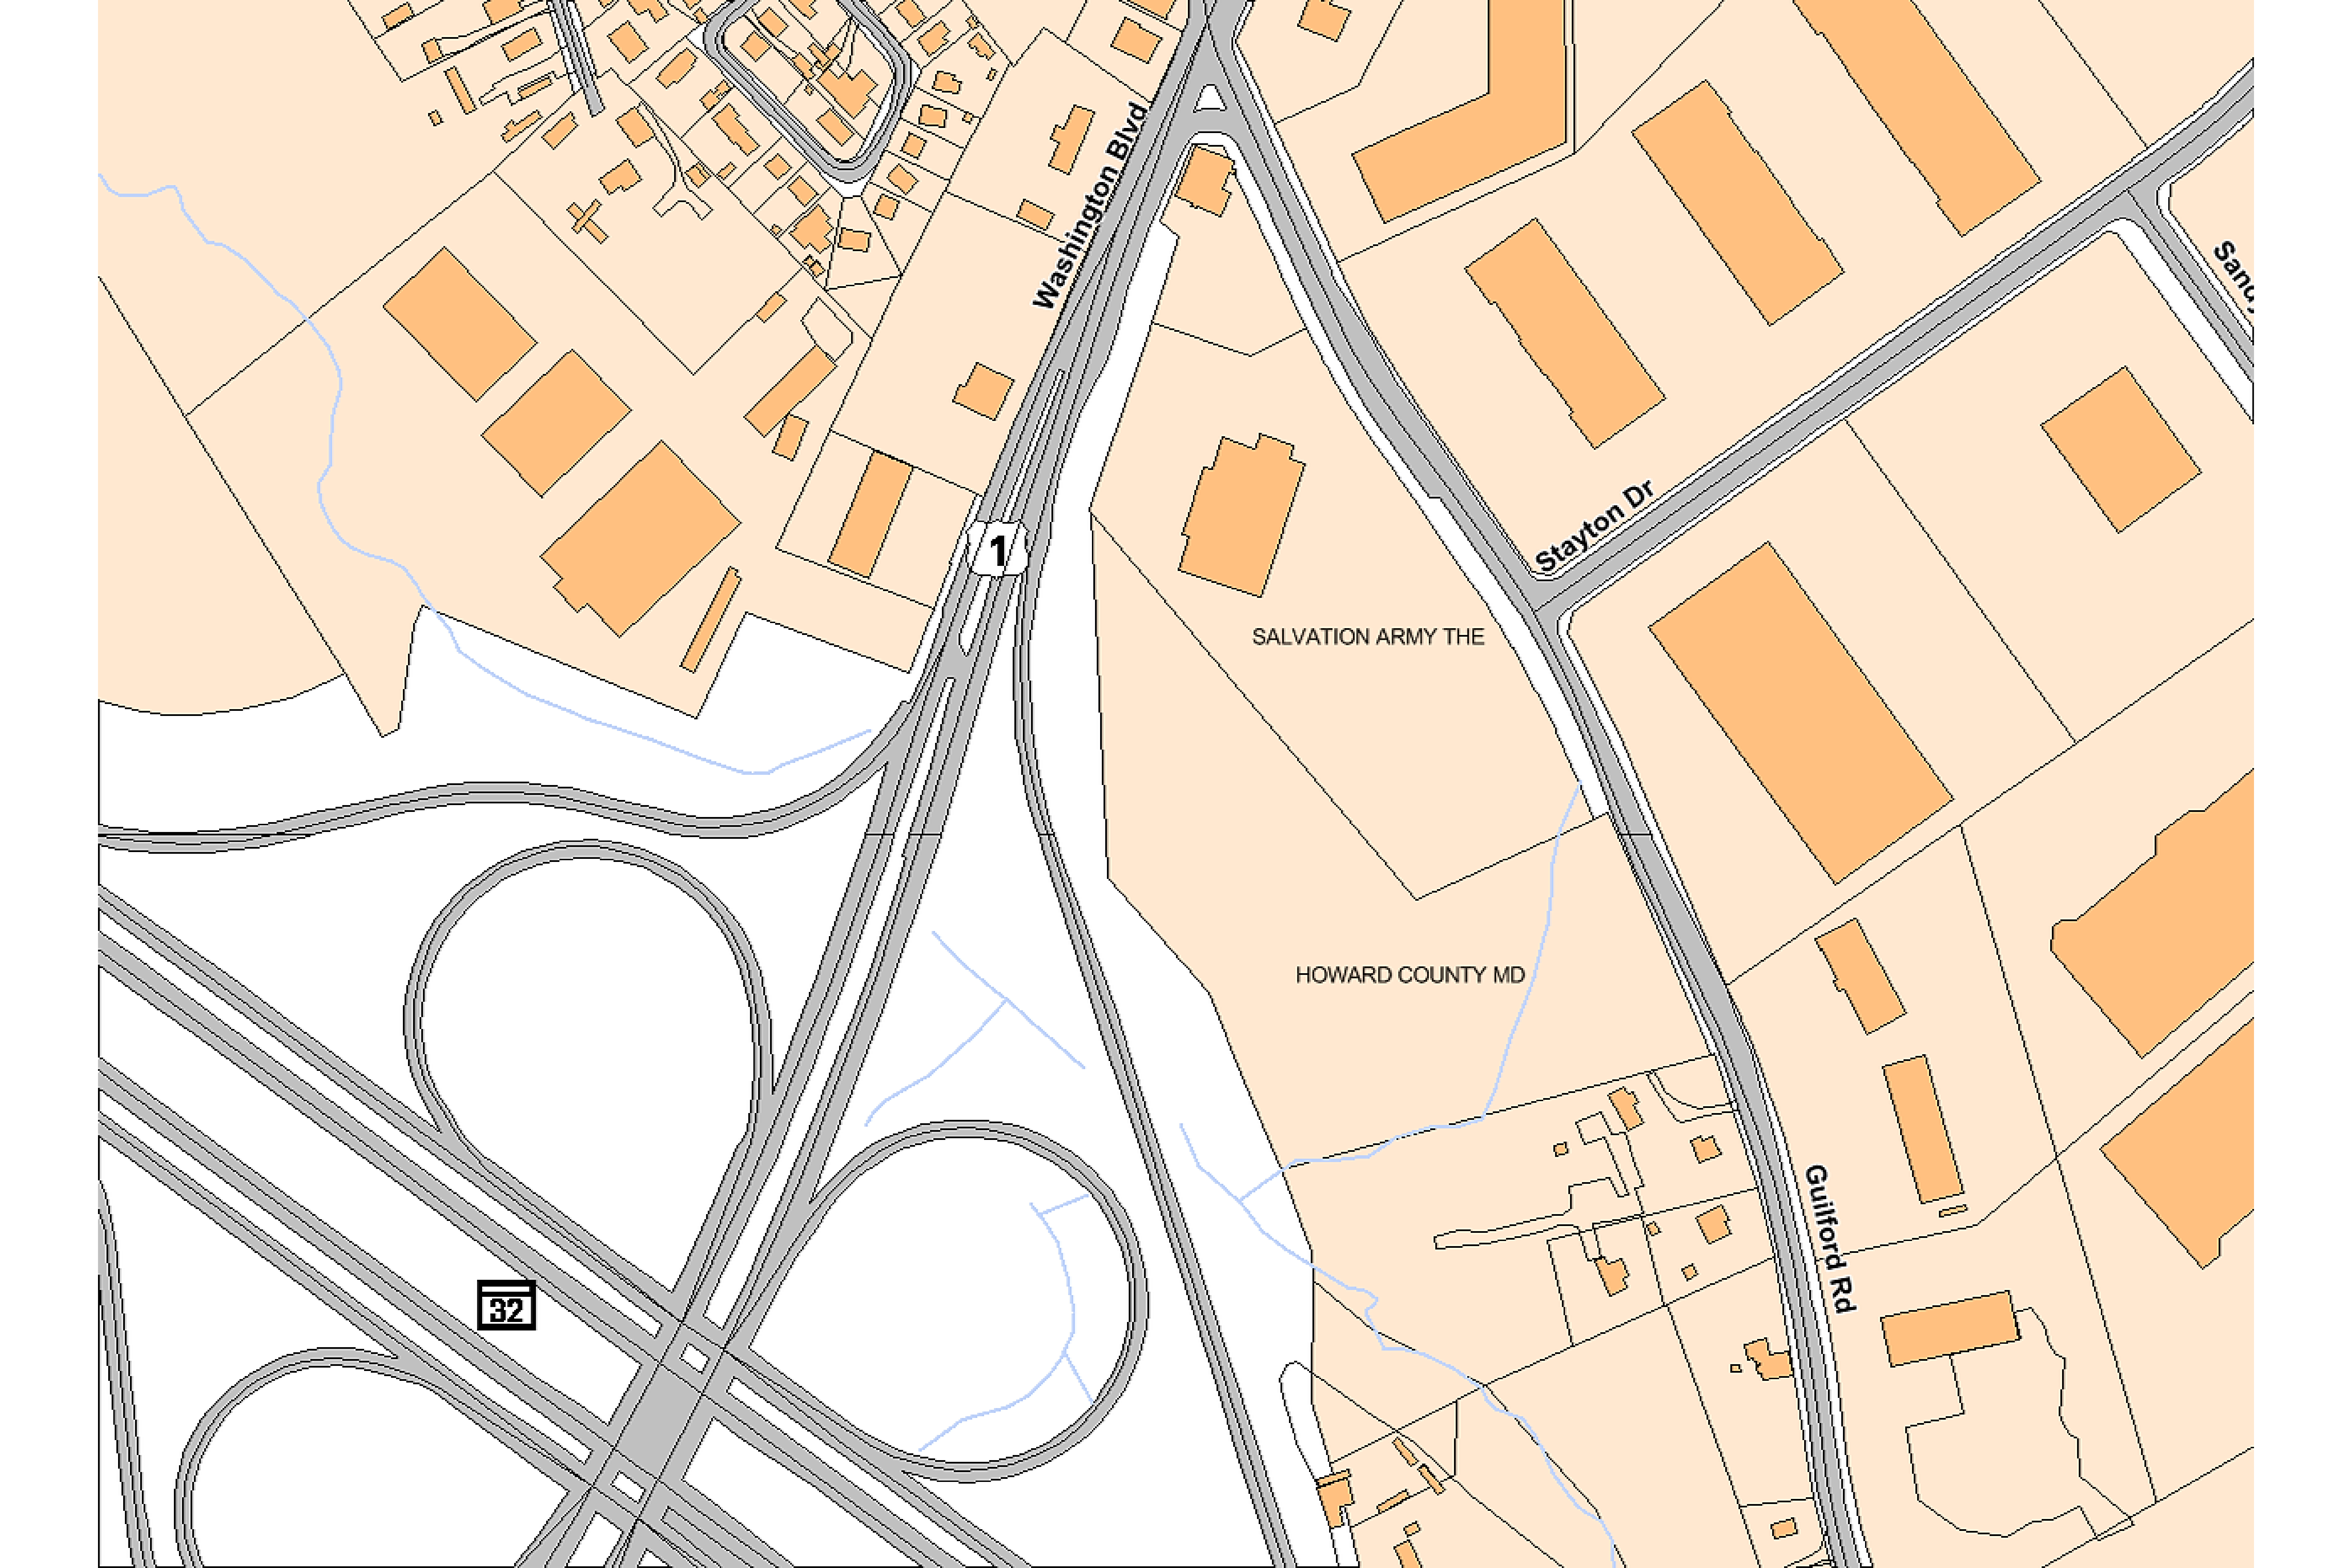 Washington Blvd
1
Stayton Dr
SALVATION ARMY THE
HOWARD COUNTY MD
Guilford Rd
32